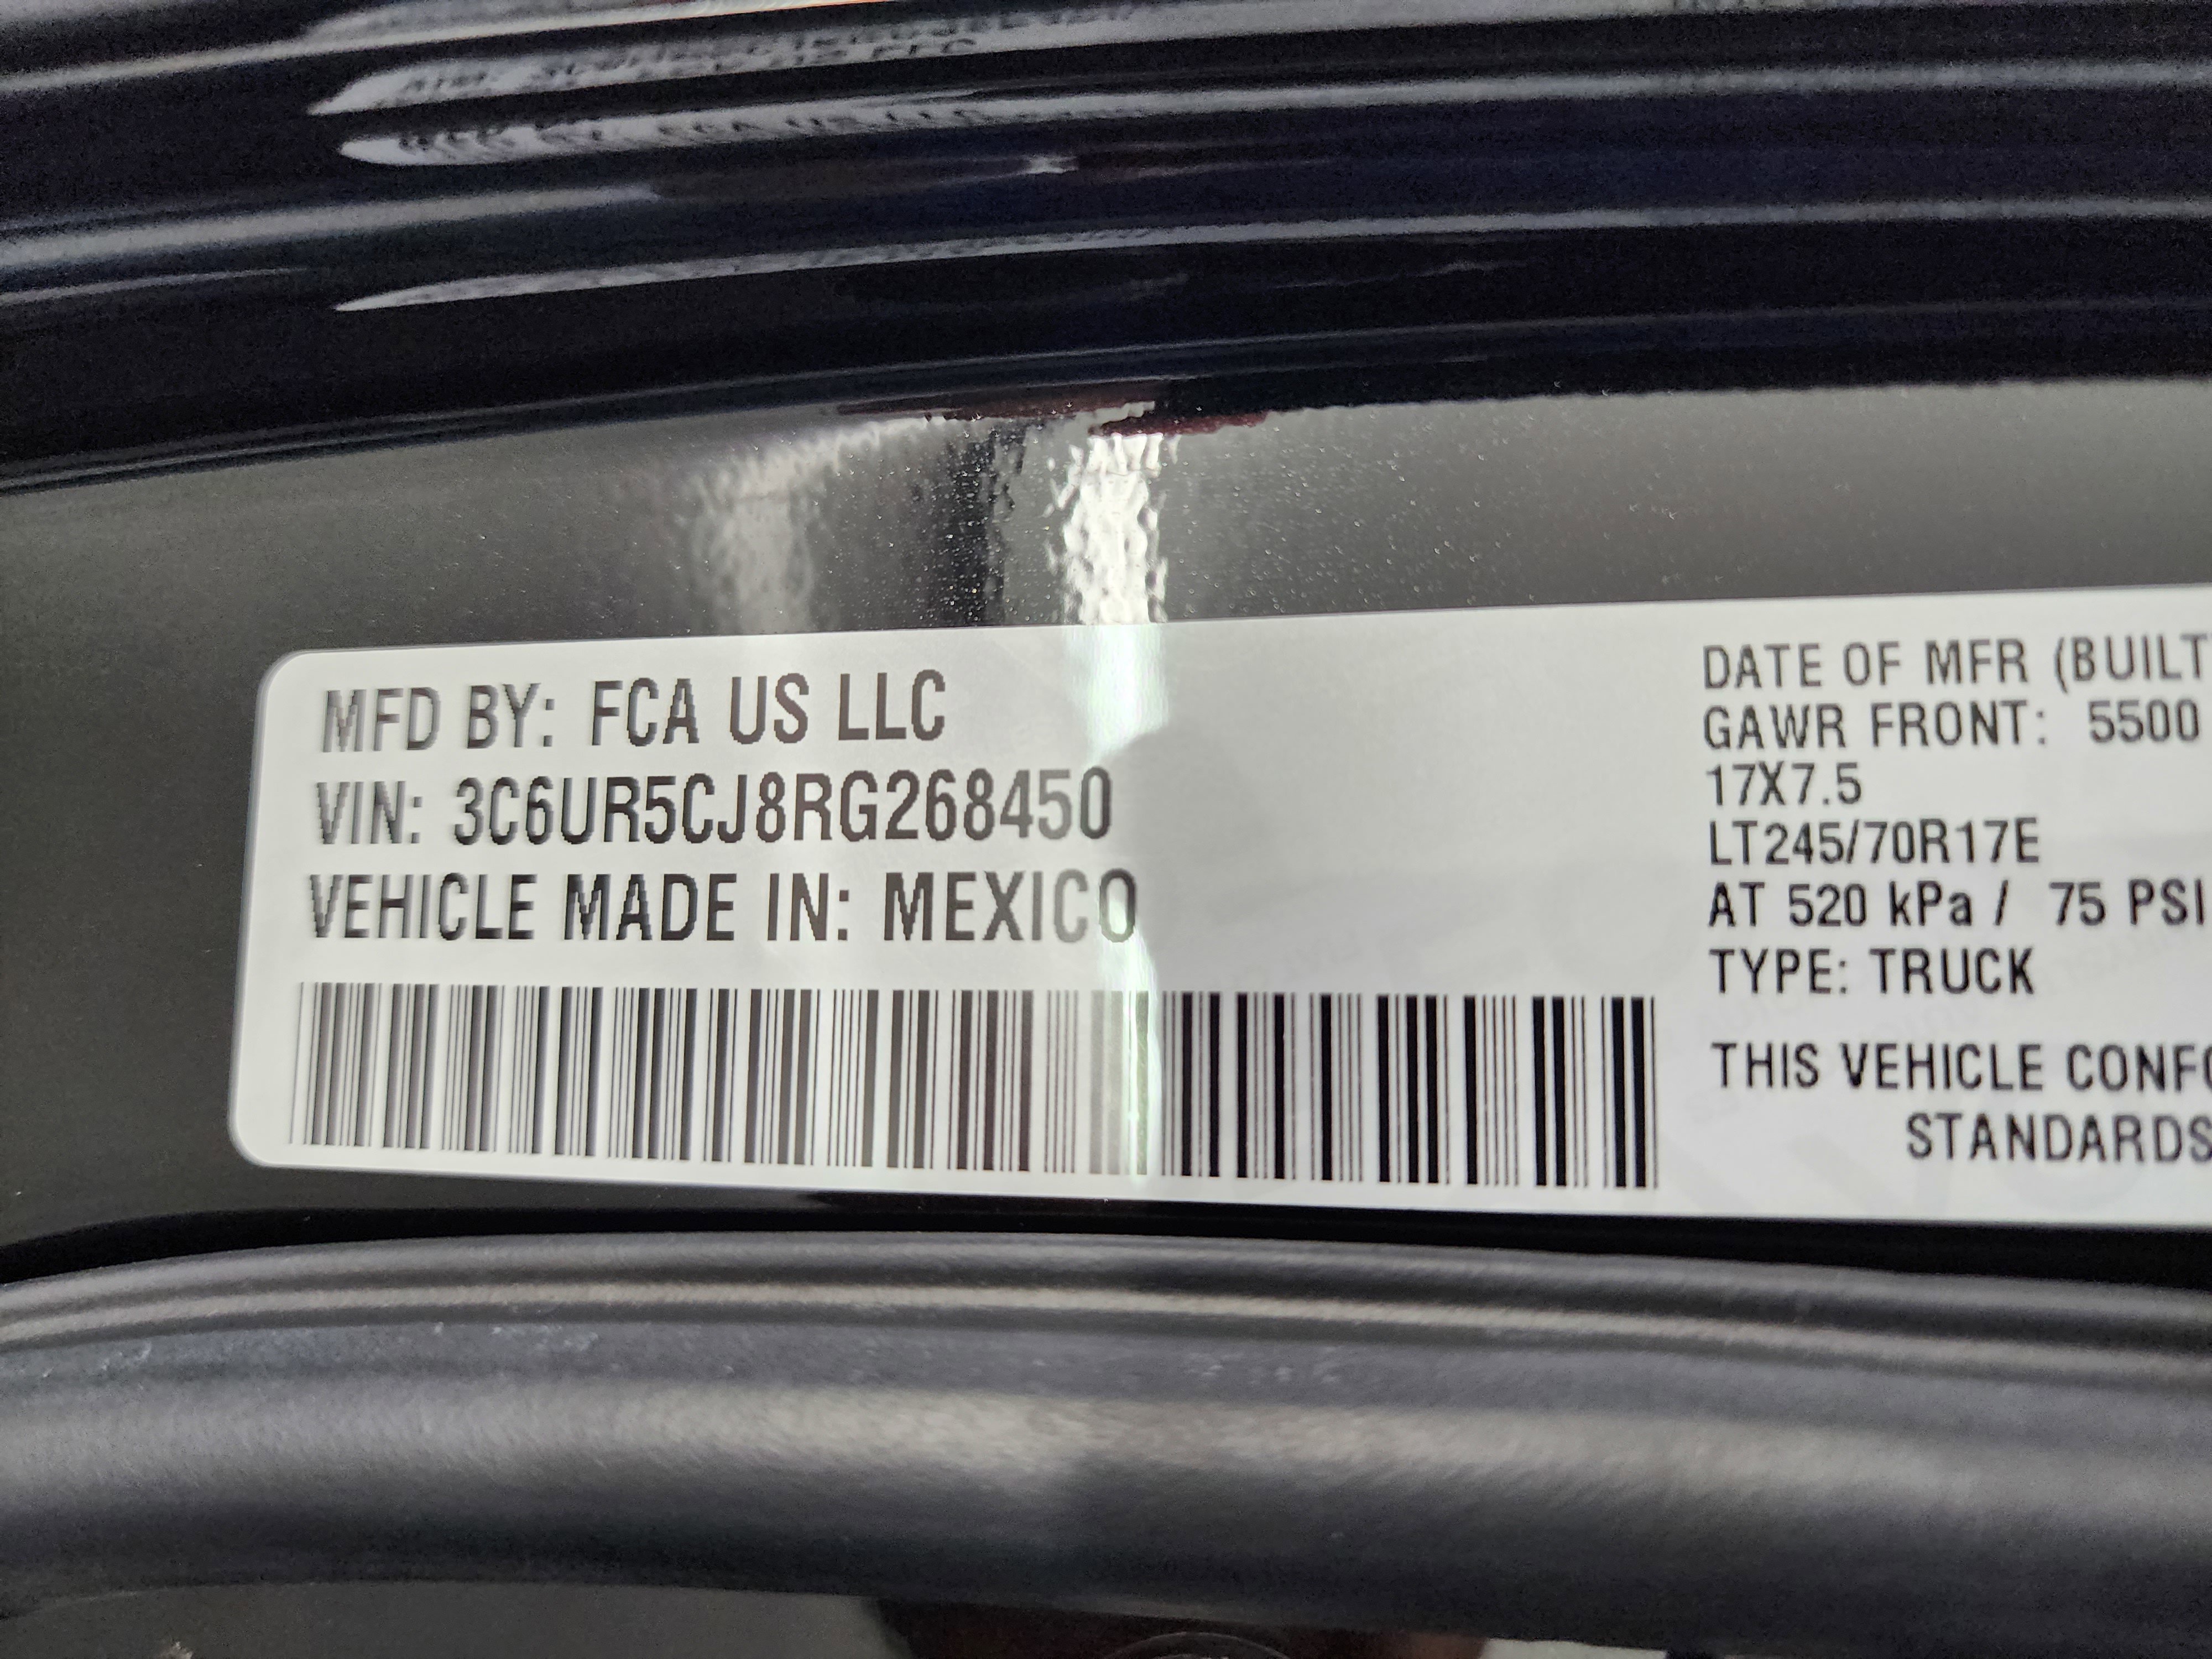 MFD BY: FCA US LLC
VIN: 3C6UR5CJ8RG268450
VEHICLE MADE IN: MEXICO
DATE OF MFR (BUILT
GAWR FRONT: 5500
17X7.5
LT245/70R17E
AT 520 kPa / 75 PSI
TYPE: TRUCK
THIS VEHICLE CONFO
STANDARDS